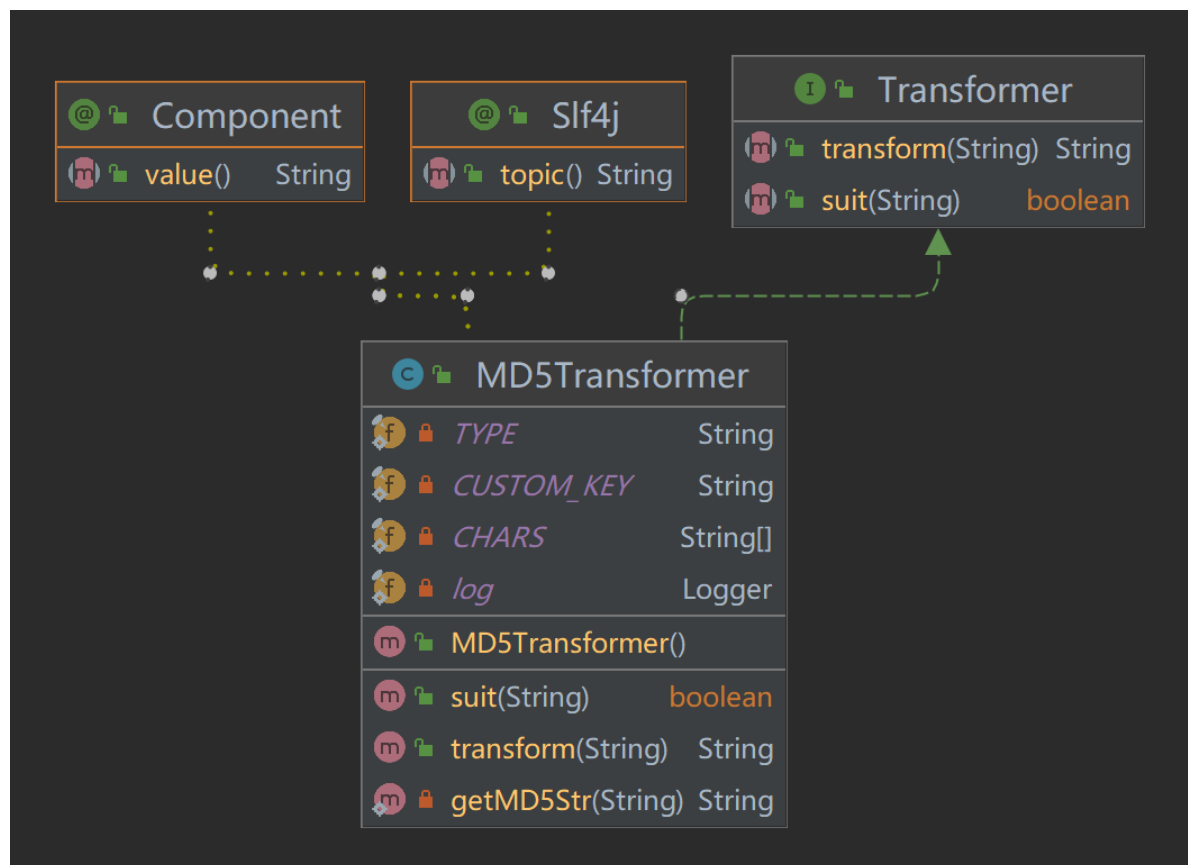 Component
value() String
Slf4j
topic() String
Transformer
transform(String) String
suit(String) boolean
MD5Transformer
TYPE String
CUSTOM_KEY String
CHARS String[]
log Logger
MD5Transformer()
suit(String) boolean
transform(String) String
getMD5Str(String) String